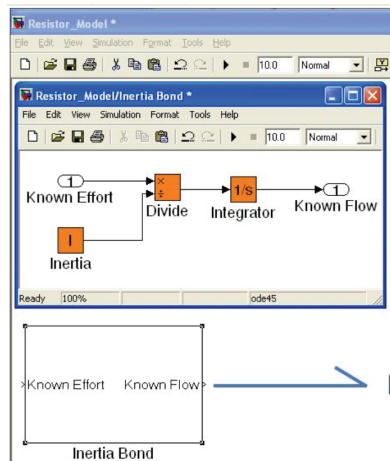 Resistor_Model *
File Edit View Simulation Format Tools Help
10.0 Normal
Resistor_Model/Inertia Bond *
File Edit View Simulation Format Tools Help
10.0 Normal
1 × ÷ 1/s 1
Known Effort Divide Integrator Known Flow
I
Inertia
Ready 100% ode45
Known Effort Known Flow
Inertia Bond